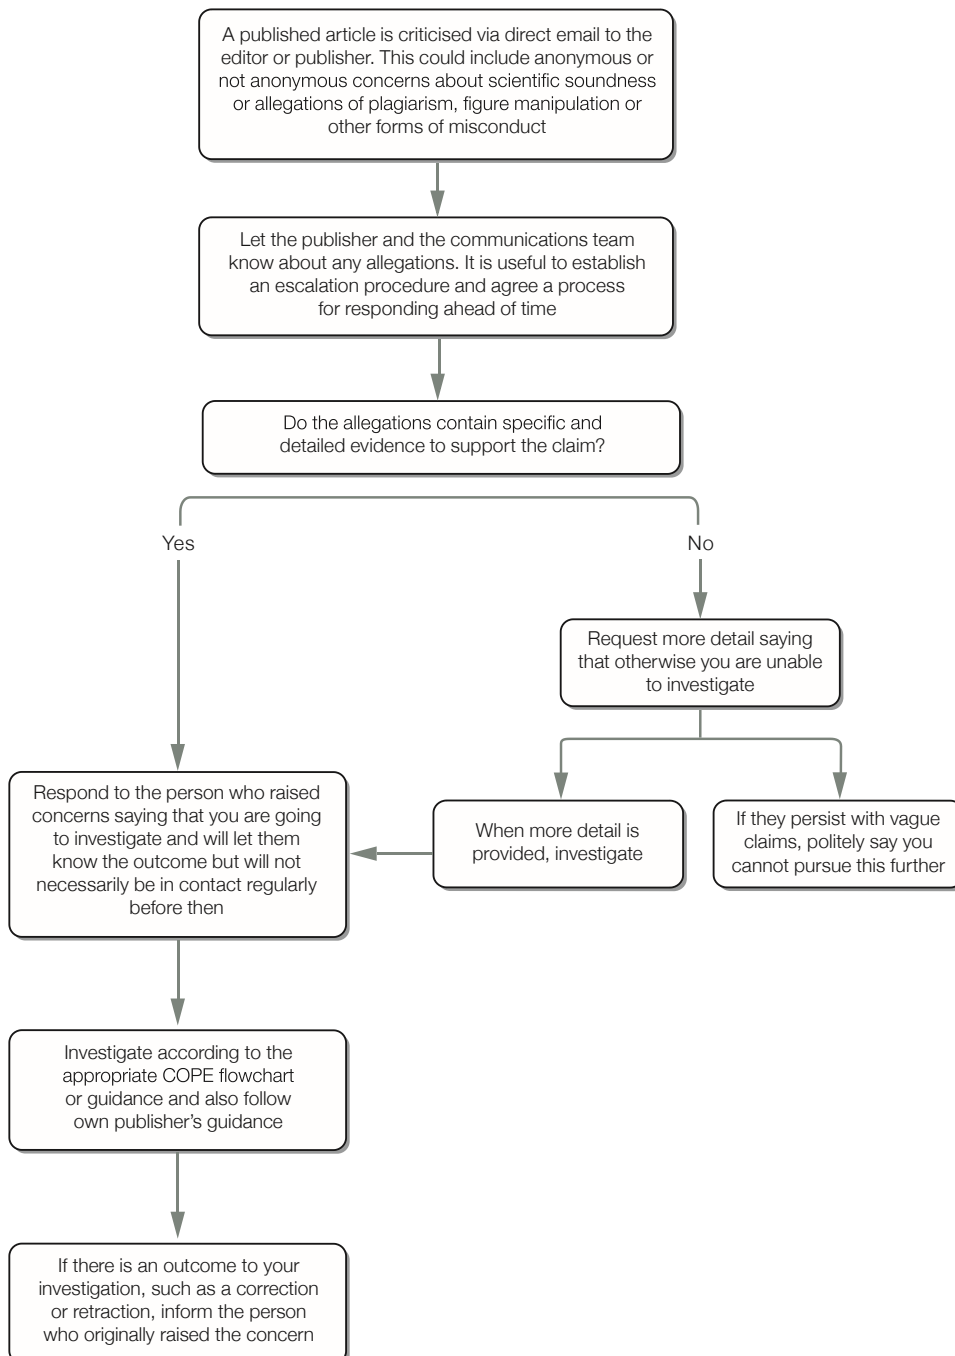 A published article is criticised via direct email to the
editor or publisher. This could include anonymous or
not anonymous concerns about scientific soundness
or allegations of plagiarism, figure manipulation or
other forms of misconduct
Let the publisher and the communications team
know about any allegations. It is useful to establish
an escalation procedure and agree a process
for responding ahead of time
Do the allegations contain specific and
detailed evidence to support the claim?
Yes
No
Request more detail saying
that otherwise you are unable
to investigate
Respond to the person who raised
concerns saying that you are going
to investigate and will let them
know the outcome but will not
necessarily be in contact regularly
before then
When more detail is
provided, investigate
If they persist with vague
claims, politely say you
cannot pursue this further
Investigate according to the
appropriate COPE flowchart
or guidance and also follow
own publisher's guidance
If there is an outcome to your
investigation, such as a correction
or retraction, inform the person
who originally raised the concern